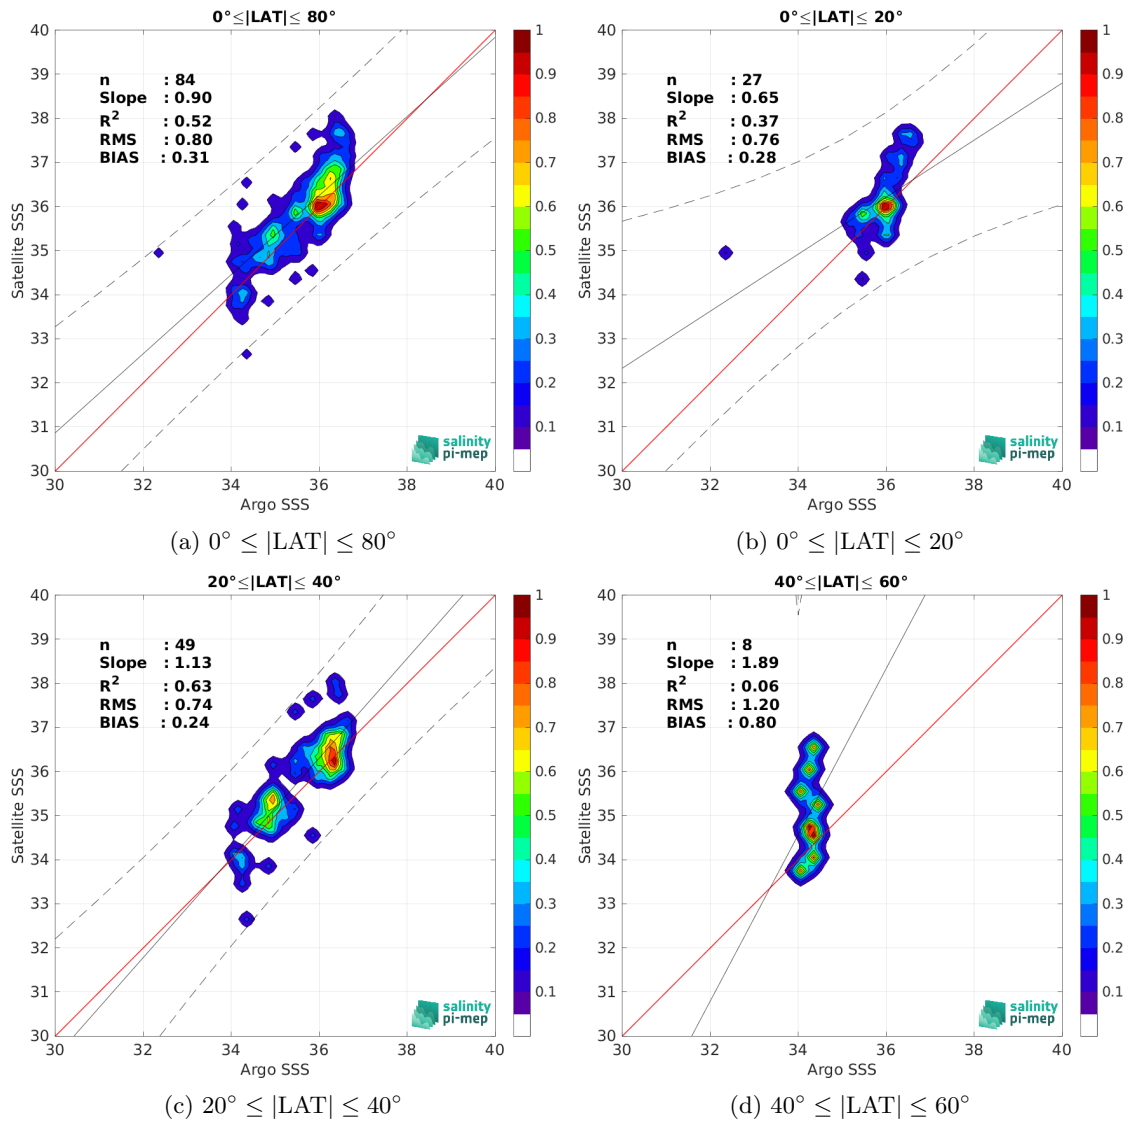 0°≤|LAT|≤ 80°
n : 84
Slope : 0.90
R² : 0.52
RMS : 0.80
BIAS : 0.31
40
39
38
37
36
35
34
33
32
31
30
Satellite SSS
30 32 34 36 38 40
Argo SSS
1
0.9
0.8
0.7
0.6
0.5
0.4
0.3
0.2
0.1
salinity
pi-mep
(a) 0° ≤ |LAT| ≤ 80°
0°≤|LAT|≤ 20°
n : 27
Slope : 0.65
R² : 0.37
RMS : 0.76
BIAS : 0.28
40
39
38
37
36
35
34
33
32
31
30
Satellite SSS
30 32 34 36 38 40
Argo SSS
1
0.9
0.8
0.7
0.6
0.5
0.4
0.3
0.2
0.1
salinity
pi-mep
(b) 0° ≤ |LAT| ≤ 20°
20°≤|LAT|≤ 40°
n : 49
Slope : 1.13
R² : 0.63
RMS : 0.74
BIAS : 0.24
40
39
38
37
36
35
34
33
32
31
30
Satellite SSS
30 32 34 36 38 40
Argo SSS
1
0.9
0.8
0.7
0.6
0.5
0.4
0.3
0.2
0.1
salinity
pi-mep
(c) 20° ≤ |LAT| ≤ 40°
40°≤|LAT|≤ 60°
n : 8
Slope : 1.89
R² : 0.06
RMS : 1.20
BIAS : 0.80
40
39
38
37
36
35
34
33
32
31
30
Satellite SSS
30 32 34 36 38 40
Argo SSS
1
0.9
0.8
0.7
0.6
0.5
0.4
0.3
0.2
0.1
salinity
pi-mep
(d) 40° ≤ |LAT| ≤ 60°